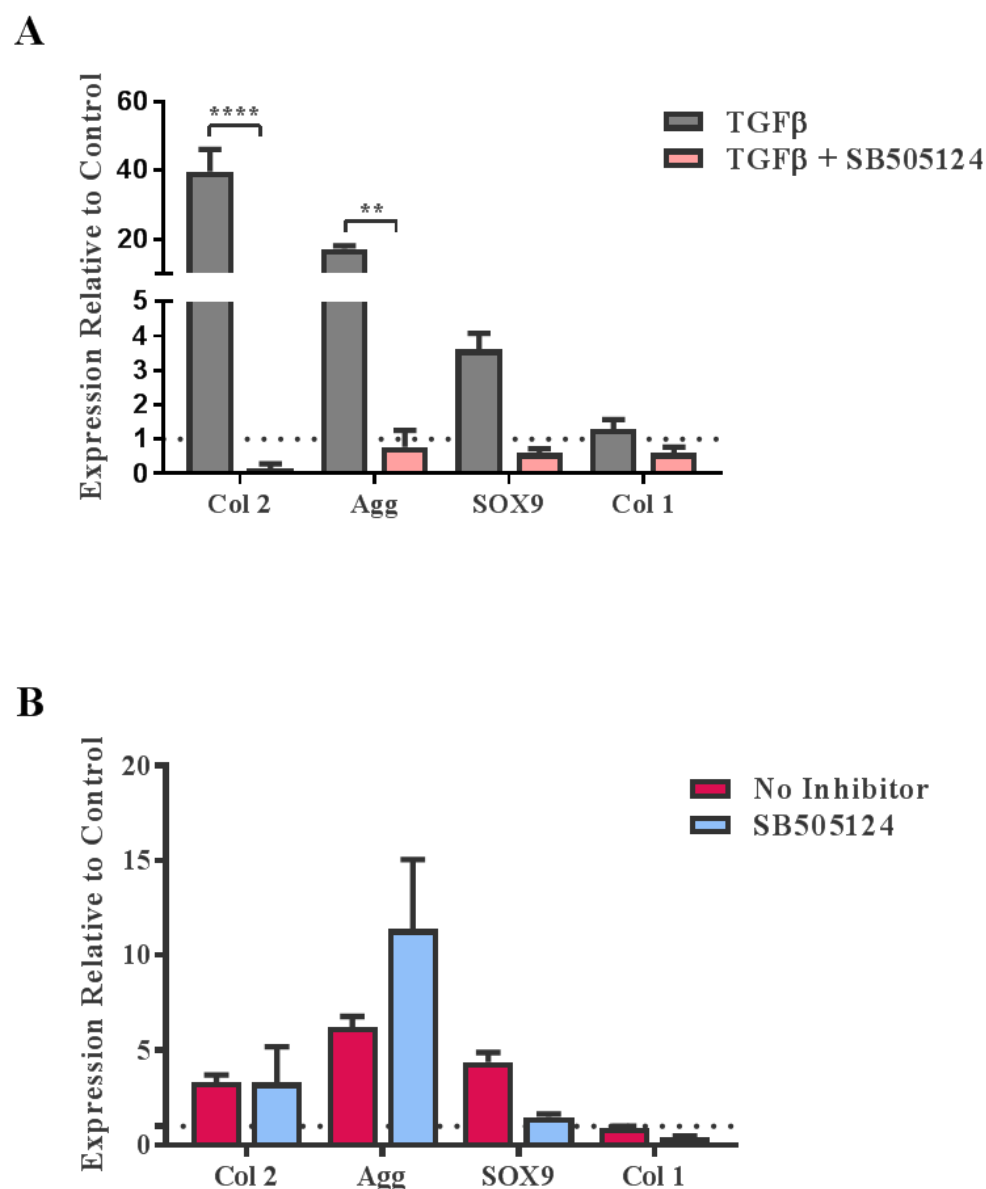 A
Expression Relative to Control
60
40
20
5
4
3
2
1
0
****
**
TGFβ
TGFβ + SB505124
Col 2
Agg
SOX9
Col 1
B
Expression Relative to Control
20
15
10
5
0
No Inhibitor
SB505124
Col 2
Agg
SOX9
Col 1